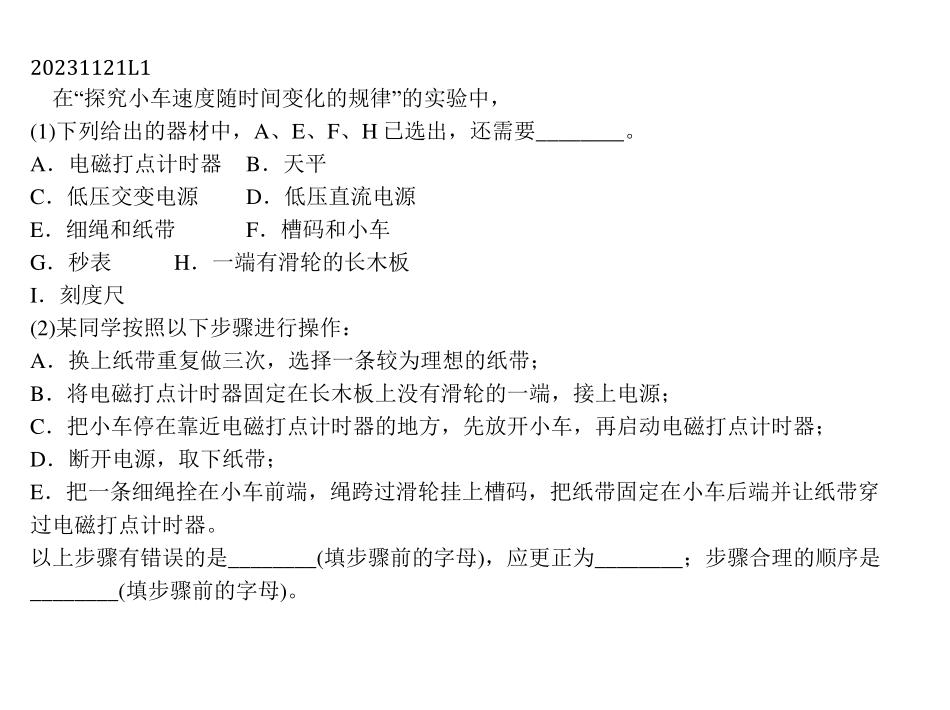 20231121L1
在“探究小车速度随时间变化的规律”的实验中，
(1)下列给出的器材中，A、E、F、H 已选出，还需要________。
A．电磁打点计时器 B．天平
C．低压交变电源 D．低压直流电源
E．细绳和纸带 F．槽码和小车
G．秒表 H．一端有滑轮的长木板
I．刻度尺
(2)某同学按照以下步骤进行操作：
A．换上纸带重复做三次，选择一条较为理想的纸带；
B．将电磁打点计时器固定在长木板上没有滑轮的一端，接上电源；
C．把小车停在靠近电磁打点计时器的地方，先放开小车，再启动电磁打点计时器；
D．断开电源，取下纸带；
E．把一条细绳拴在小车前端，绳跨过滑轮挂上槽码，把纸带固定在小车后端并让纸带穿
过电磁打点计时器。
以上步骤有错误的是________(填步骤前的字母)，应更正为________；步骤合理的顺序是
________(填步骤前的字母)。